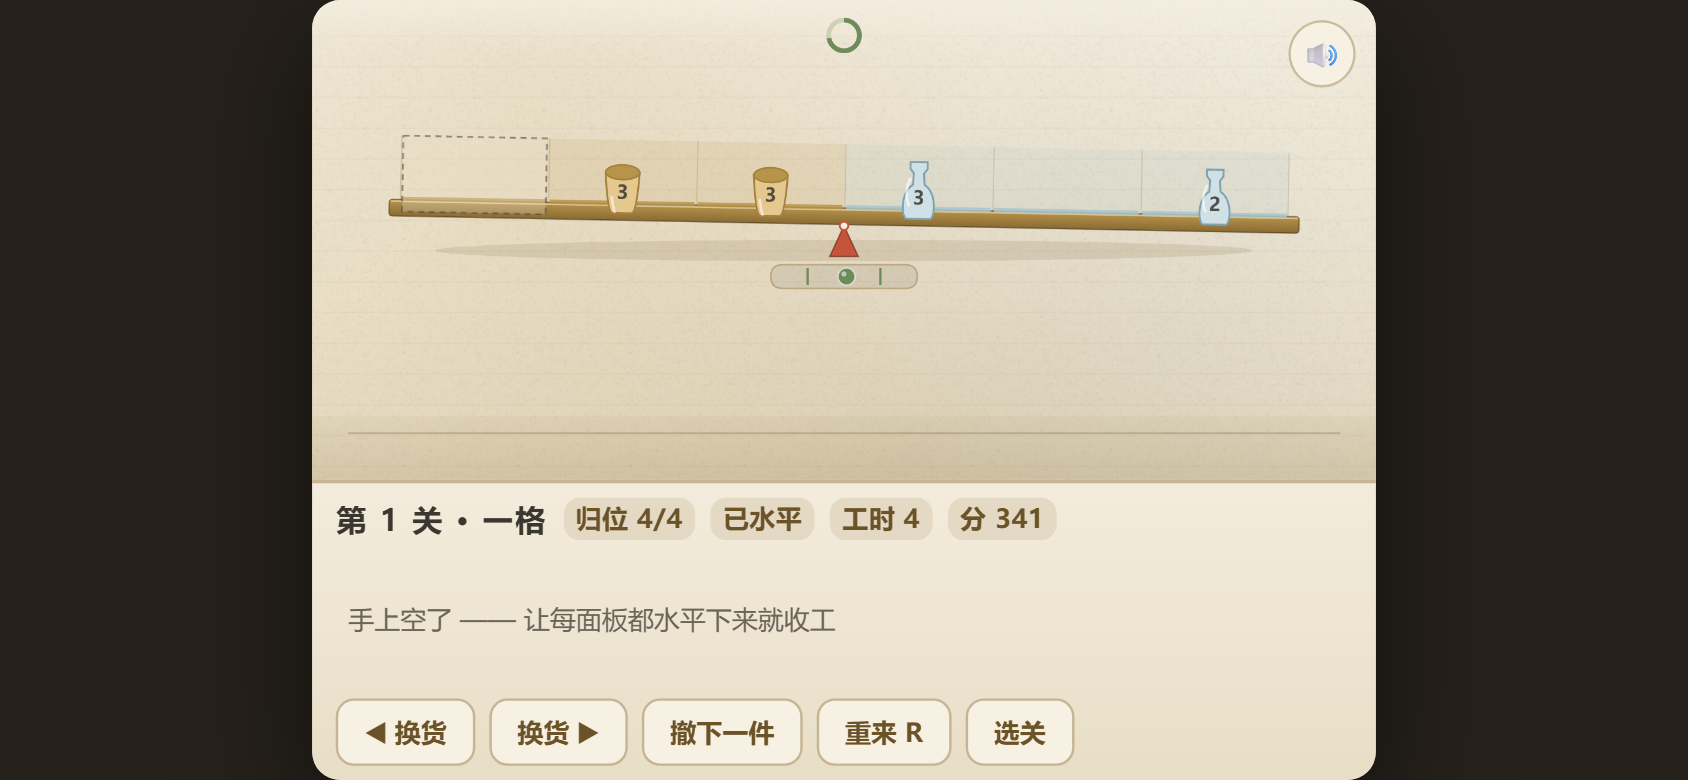 3 3 3 2
第 1 关 • 一格 归位 4/4 已水平 工时 4 分 341
手上空了 —— 让每面板都水平下来就收工
◀ 换货 换货 ▶ 撤下一件 重来 R 选关